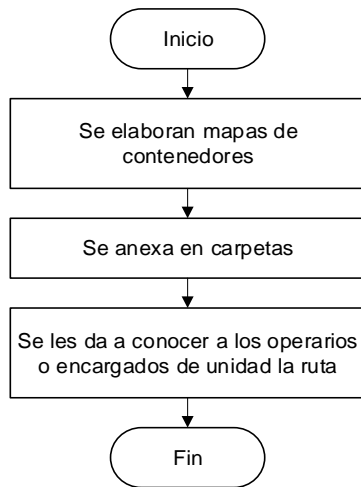 Inicio
Se elaboran mapas de
contenedores
Se anexa en carpetas
Se les da a conocer a los operarios
o encargados de unidad la ruta
Fin